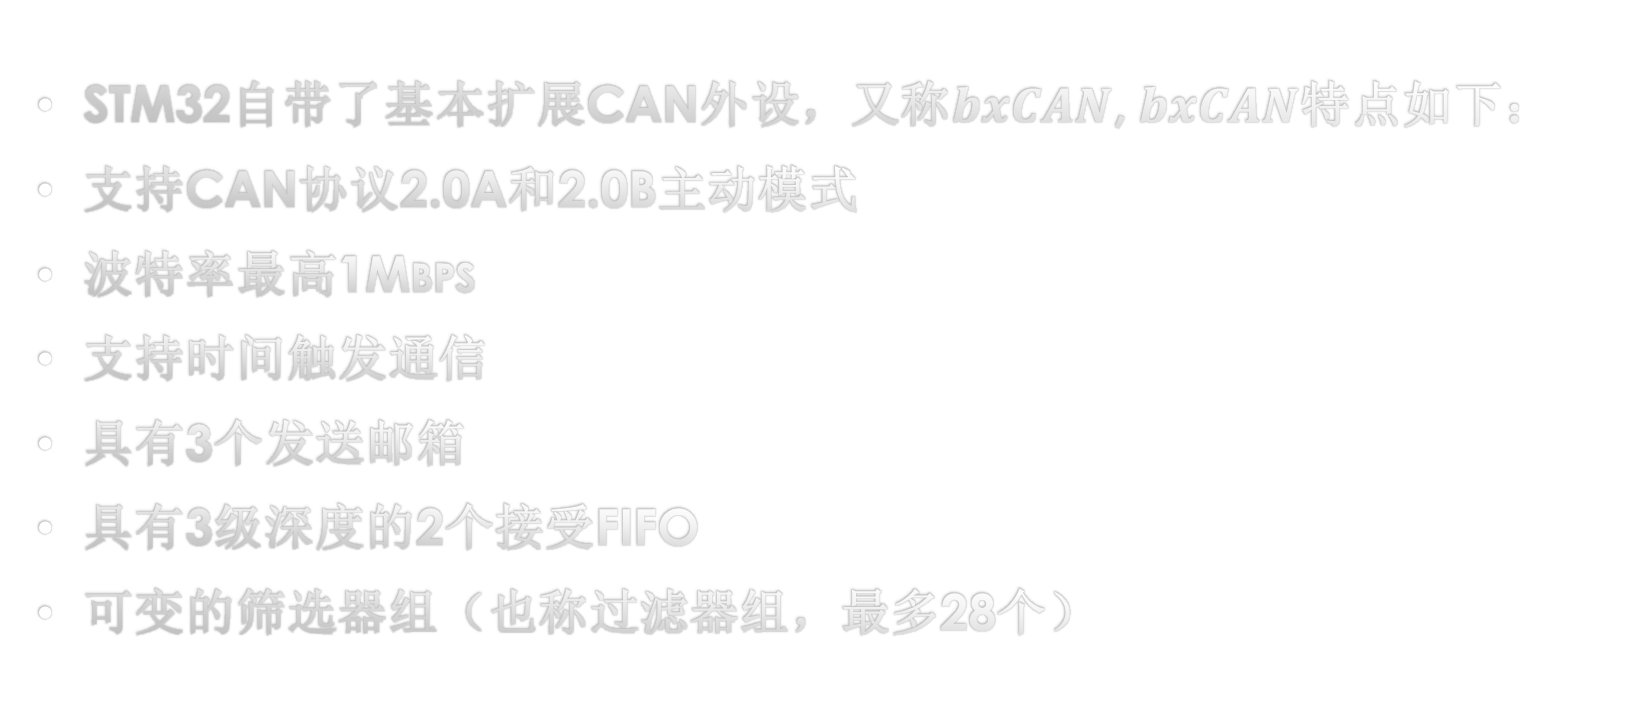 STM32自带了基本扩展CAN外设，又称bxCAN, bxCAN特点如下：
支持CAN协议2.0A和2.0B主动模式
波特率最高1MBPS
支持时间触发通信
具有3个发送邮箱
具有3级深度的2个接受FIFO
可变的筛选器组（也称过滤器组，最多28个）